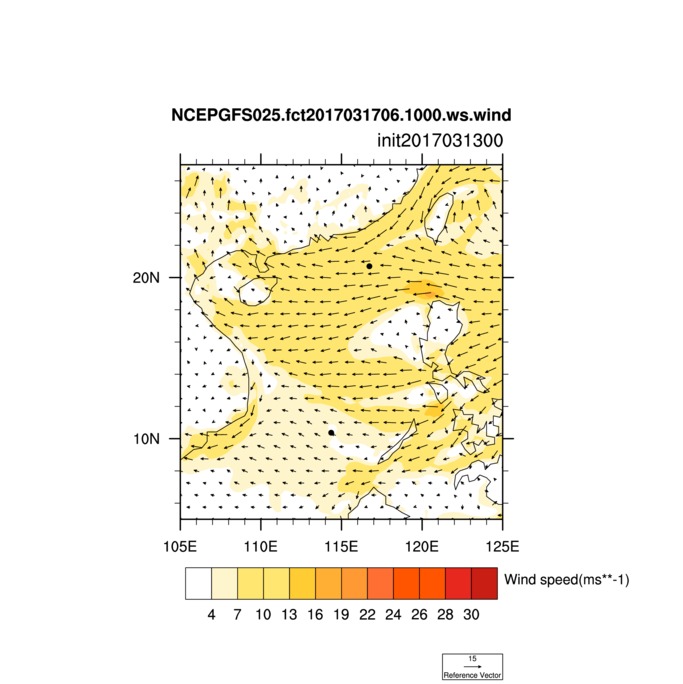 NCEPGFS025.fct2017031706.1000.ws.wind
init2017031300
20N
10N
105E 110E 115E 120E 125E
Wind speed(ms**-1)
4 7 10 13 16 19 22 24 26 28 30
15
Reference Vector